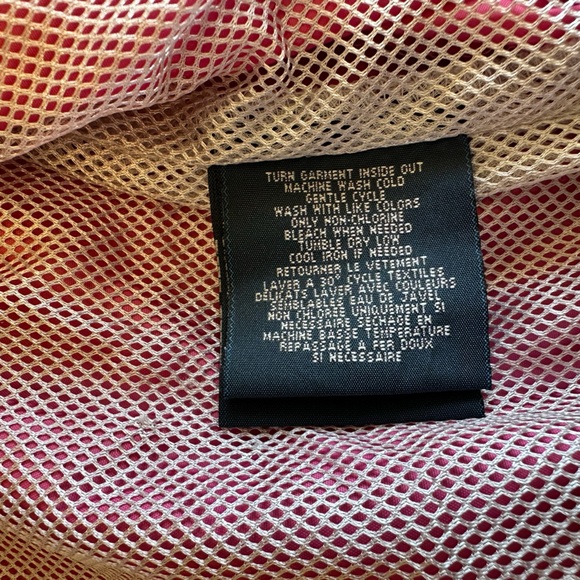 TURN GARMENT INSIDE OUT
MACHINE WASH COLD
GENTLE CYCLE
WASH WITH LIKE COLORS
ONLY NON-CHLORINE
BLEACH WHEN NEEDED
TUMBLE DRY LOW
COOL IRON IF NEEDED
RETOURNER LE VETEMENT
LAVER A 30° CYCLE TEXTILES
DELICATS LAVER AVEC COULEURS
SEMBLABLES EAU DE JAVEL
NON CHLOREE UNIQUEMENT SI
NECESSAIRE SECHAGE EN
MACHINE BASSE TEMPERATURE
REPASSAGE A FER DOUX
SI NECESSAIRE